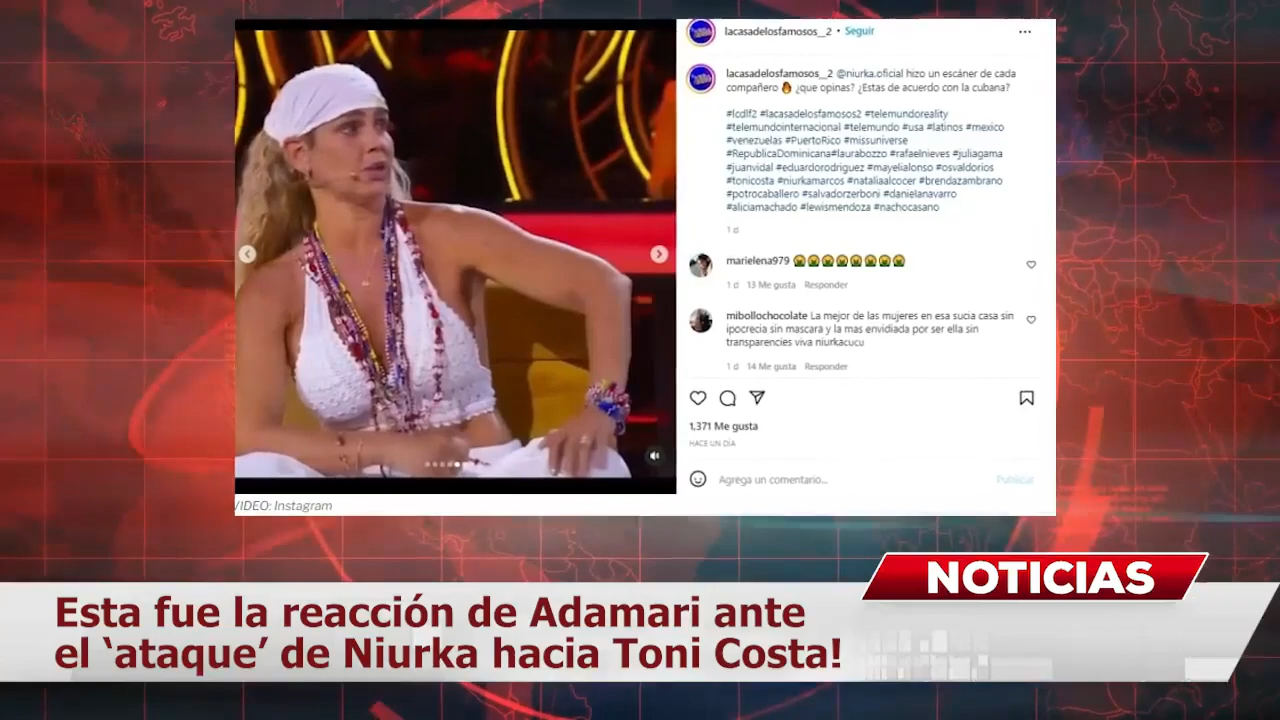 lacasadelosfamosos__2 • Seguir
lacasadelosfamosos__2 @niurka.oficial hizo un escáner de cada
compañero 🔥 ¿que opinas? ¿Estas de acuerdo con la cubana?
#lcdlf2 #lacasadelosfamosos2 #telemundoreality
#telemundointernacional #telemundo #usa #latinos #mexico
#venezuelas #PuertoRico #missuniverse
#RepublicaDominicana#laurabozzo #rafaelnieves #juliagama
#juanvidal #eduardorodriguez #mayelialonso #osvaldorios
#tonicosta #niurkamarcos #nataliaalcocer #brendazambrano
#potrocaballero #salvadorzerboni #danielanavarro
#aliciamachado #lewismendoza #nachocasano
1 d
marielena979 🤮🤮🤮🤮🤮🤮🤮🤮
1 d 13 Me gusta Responder
mibollochocolate La mejor de las mujeres en esa sucia casa sin
ipocrecia sin mascara y la mas envidiada por ser ella sin
transparencies viva niurkacucu
1 d 14 Me gusta Responder
1,371 Me gusta
HACE UN DÍA
Agrega un comentario... Publicar
VIDEO: Instagram
NOTICIAS
Esta fue la reacción de Adamari ante
el ‘ataque’ de Niurka hacia Toni Costa!